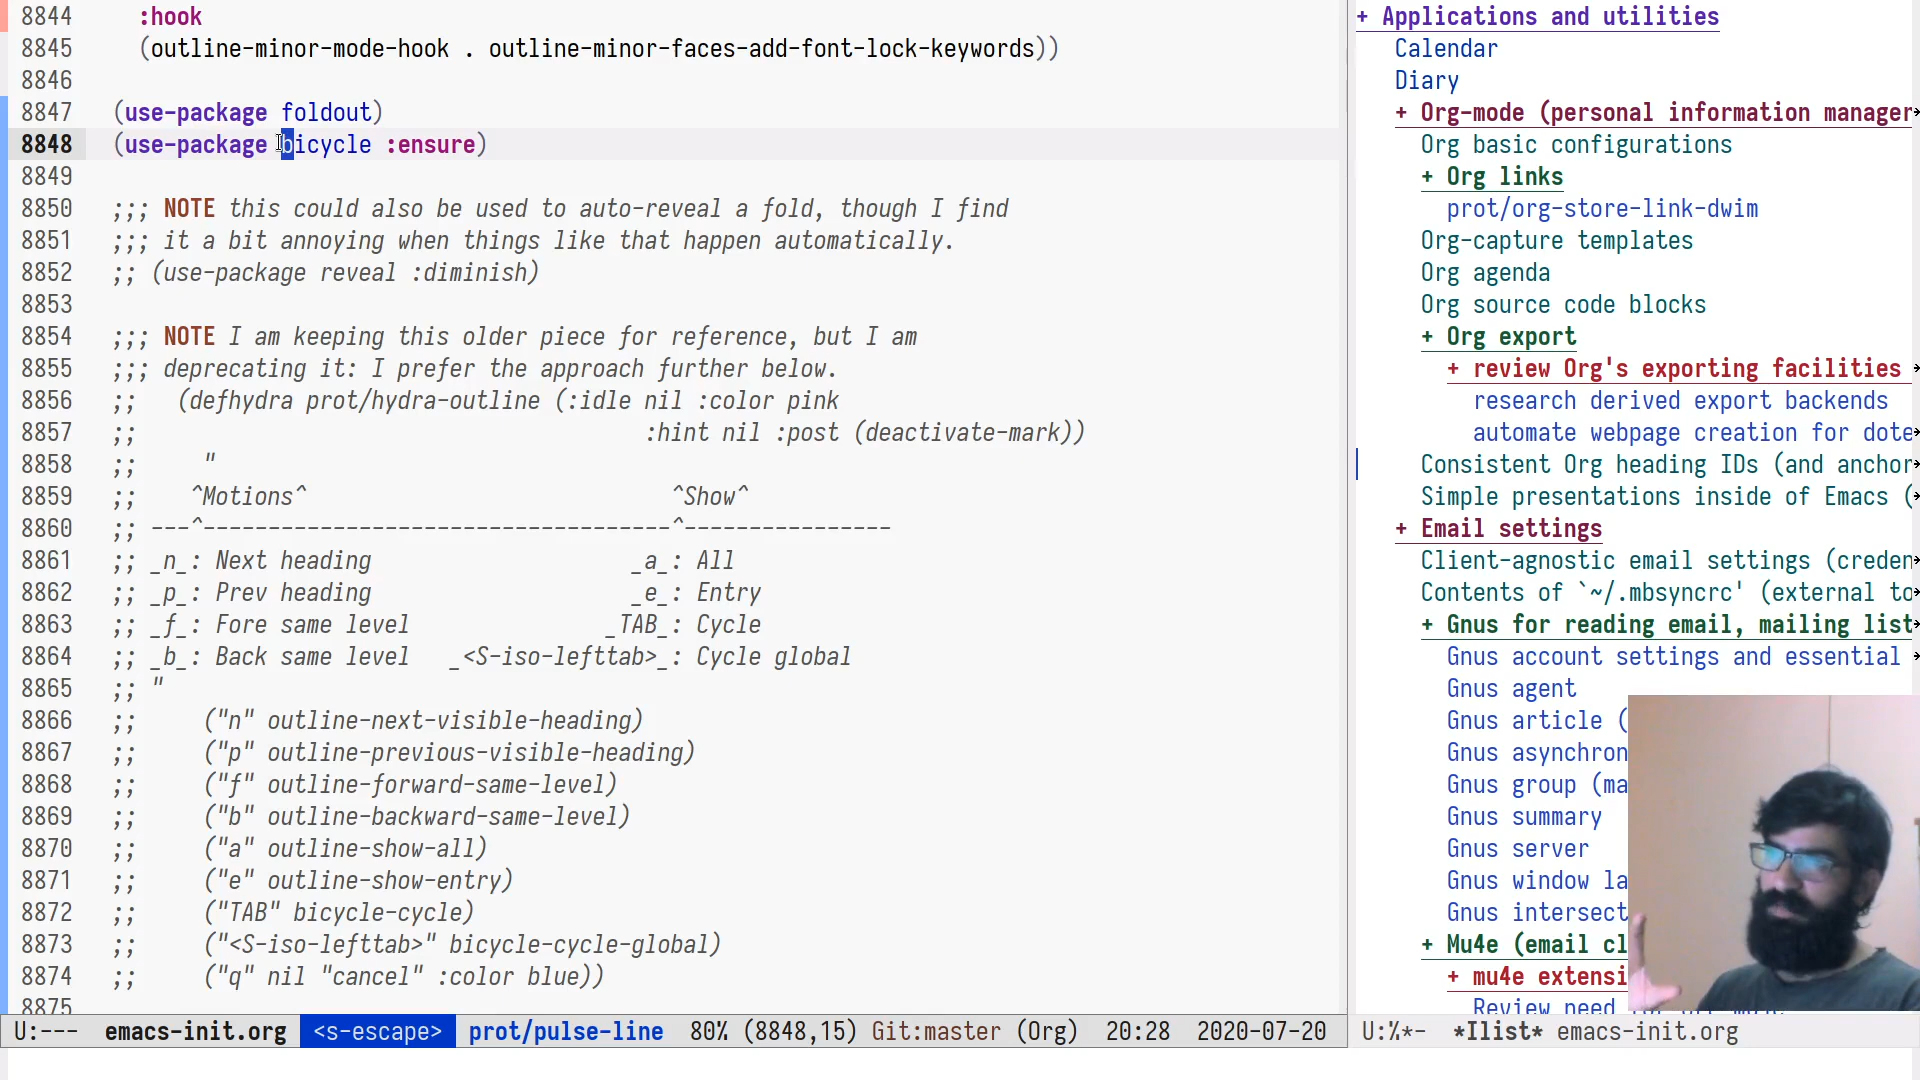 8844     :hook
8845     (outline-minor-mode-hook . outline-minor-faces-add-font-lock-keywords))
8846
8847   (use-package foldout)
8848   (use-package bicycle :ensure)
8849
8850   ;;; NOTE this could also be used to auto-reveal a fold, though I find
8851   ;;; it a bit annoying when things like that happen automatically.
8852   ;; (use-package reveal :diminish)
8853
8854   ;;; NOTE I am keeping this older piece for reference, but I am
8855   ;;; deprecating it: I prefer the approach further below.
8856   ;;   (defhydra prot/hydra-outline (:idle nil :color pink
8857   ;;                                       :hint nil :post (deactivate-mark))
8858   ;;     "
8859   ;;    ^Motions^                            ^Show^
8860   ;; ---^------------------------------------^----------------
8861   ;; _n_: Next heading                    _a_: All
8862   ;; _p_: Prev heading                    _e_: Entry
8863   ;; _f_: Fore same level               _TAB_: Cycle
8864   ;; _b_: Back same level   _<S-iso-lefttab>_: Cycle global
8865   ;; "
8866   ;;     ("n" outline-next-visible-heading)
8867   ;;     ("p" outline-previous-visible-heading)
8868   ;;     ("f" outline-forward-same-level)
8869   ;;     ("b" outline-backward-same-level)
8870   ;;     ("a" outline-show-all)
8871   ;;     ("e" outline-show-entry)
8872   ;;     ("TAB" bicycle-cycle)
8873   ;;     ("<S-iso-lefttab>" bicycle-cycle-global)
8874   ;;     ("q" nil "cancel" :color blue))
8875
U:---  emacs-init.org  <s-escape>  prot/pulse-line  80% (8848,15) Git:master (Org)  20:28  2020-07-20
+ Applications and utilities
Calendar
Diary
+ Org-mode (personal information manager
Org basic configurations
+ Org links
prot/org-store-link-dwim
Org-capture templates
Org agenda
Org source code blocks
+ Org export
+ review Org's exporting facilities
research derived export backends
automate webpage creation for dote
Consistent Org heading IDs (and anchor
Simple presentations inside of Emacs (
+ Email settings
Client-agnostic email settings (creden
Contents of `~/.mbsyncrc' (external to
+ Gnus for reading email, mailing list
Gnus account settings and essential
Gnus agent
Gnus article (
Gnus asynchron
Gnus group (ma
Gnus summary
Gnus server
Gnus window la
Gnus intersect
+ Mu4e (email cl
+ mu4e extensi
Review need
U:%*-  *Ilist* emacs-init.org